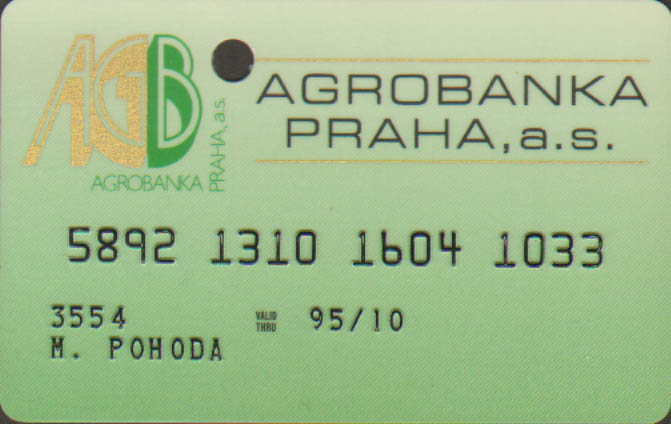 AGB
AGROBANKA
PRAHA, a.s.
AGROBANKA
PRAHA, a.s.
5892 1310 1604 1033
3554 VALID THRU 95/10
M. POHODA